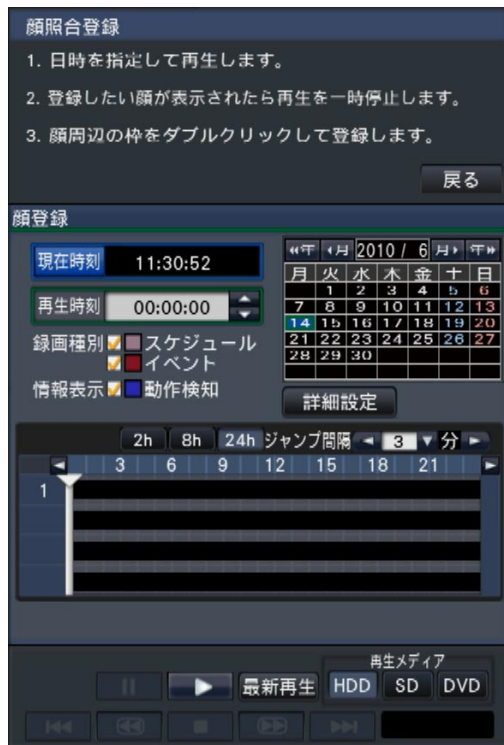 顔照合登録
1. 日時を指定して再生します。
2. 登録したい顔が表示されたら再生を一時停止します。
3. 顔周辺の枠をダブルクリックして登録します。
戻る
顔登録
現在時刻 11:30:52
再生時刻 00:00:00
録画種別 スケジュール
イベント
情報表示 動作検知
年 月 2010 / 6 月 年
月 火 水 木 金 土 日
1 2 3 4 5 6
7 8 9 10 11 12 13
14 15 16 17 18 19 20
21 22 23 24 25 26 27
28 29 30
詳細設定
2h 8h 24h ジャンプ間隔 3 分
3 6 9 12 15 18 21
1
再生メディア
最新再生 HDD SD DVD